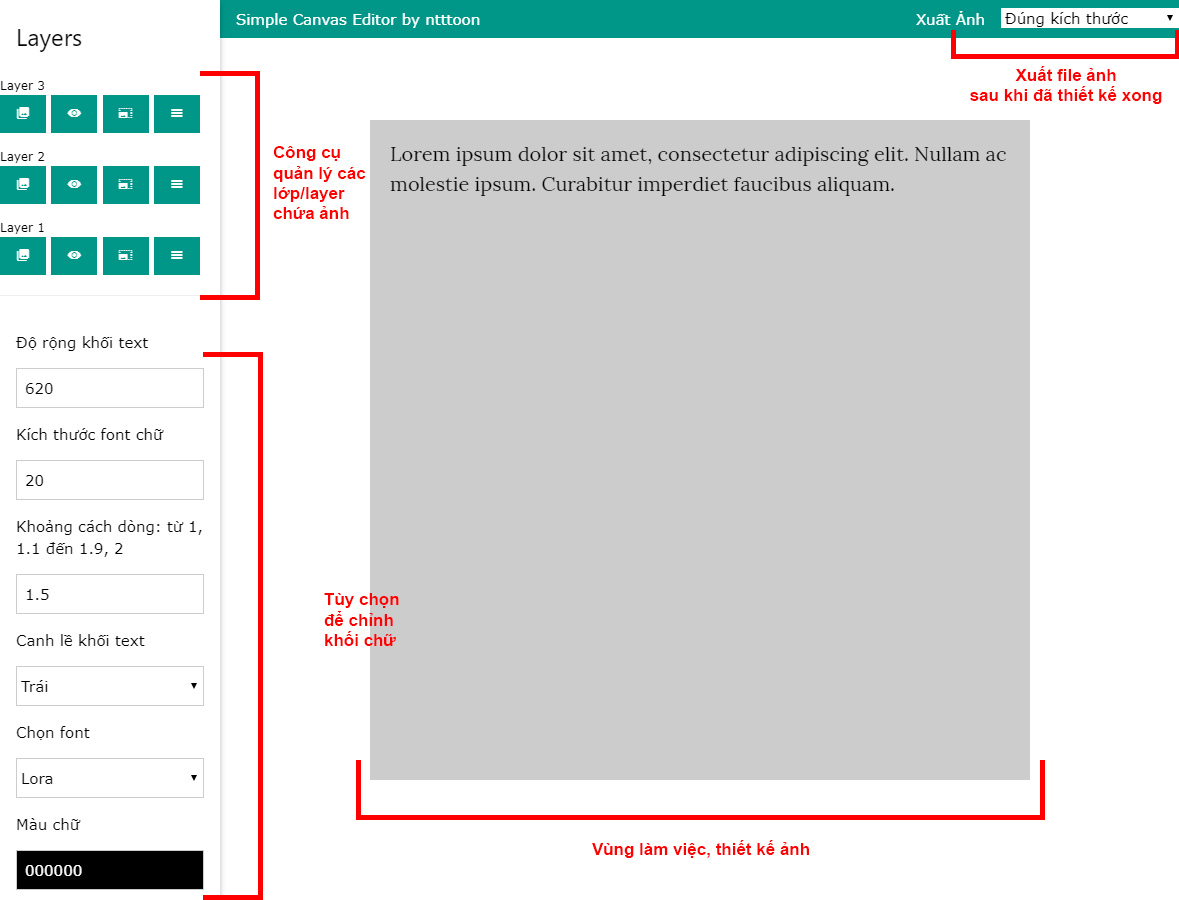 Simple Canvas Editor by ntttoon
Xuất Ảnh
Đúng kích thước
Xuất file ảnh
sau khi đã thiết kế xong
Layers
Layer 3
Layer 2
Layer 1
Công cụ
quản lý các
lớp/layer
chứa ảnh
Lorem ipsum dolor sit amet, consectetur adipiscing elit. Nullam ac
molestie ipsum. Curabitur imperdiet faucibus aliquam.
Độ rộng khối text
620
Kích thước font chữ
20
Khoảng cách dòng: từ 1,
1.1 đến 1.9, 2
1.5
Canh lề khối text
Trái
Chọn font
Lora
Màu chữ
000000
Tùy chọn
để chỉnh
khối chữ
Vùng làm việc, thiết kế ảnh